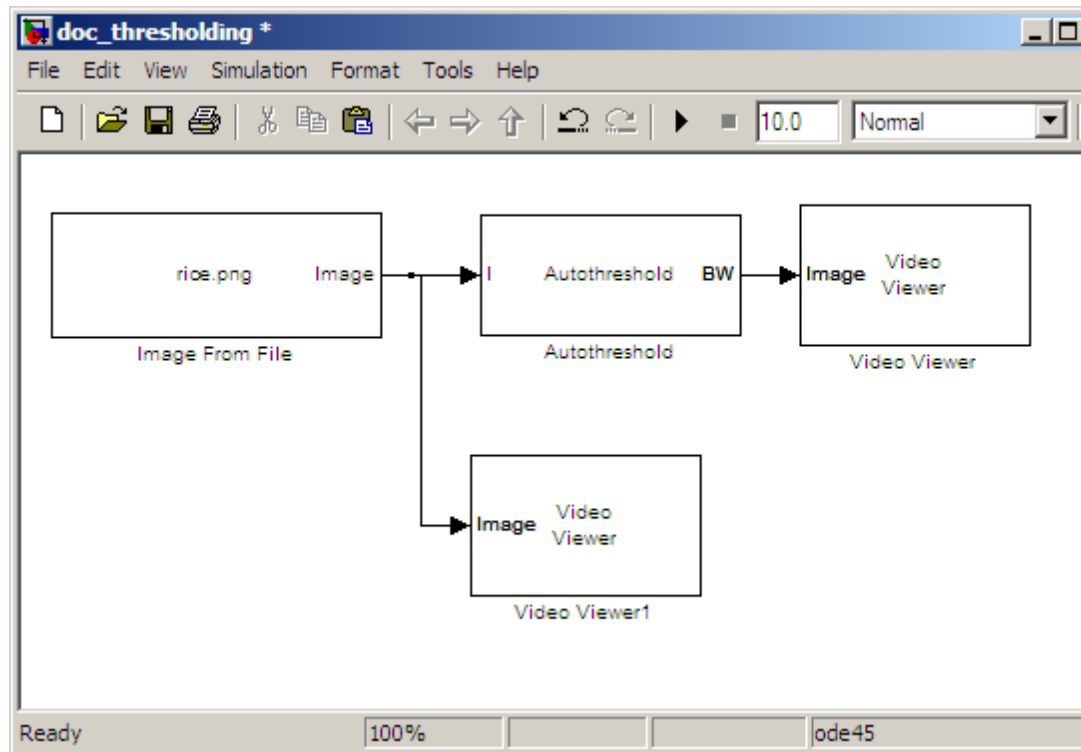 doc_thresholding *
File Edit View Simulation Format Tools Help
10.0 Normal
rice.png Image
Image From File
I Autothreshold BW
Autothreshold
Image Video Viewer
Video Viewer
Image Video Viewer
Video Viewer1
Ready 100% ode45